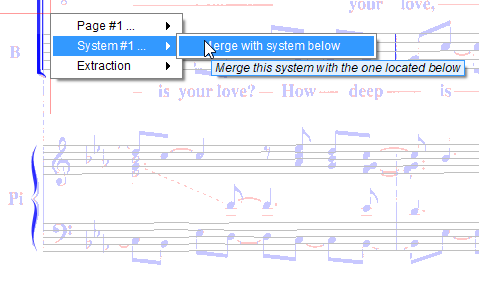 your love,
Page #1 ...
B
System #1 ...
Merge with system below
Extraction
Merge this system with the one located below
is your love? — How — deep — is
Pi